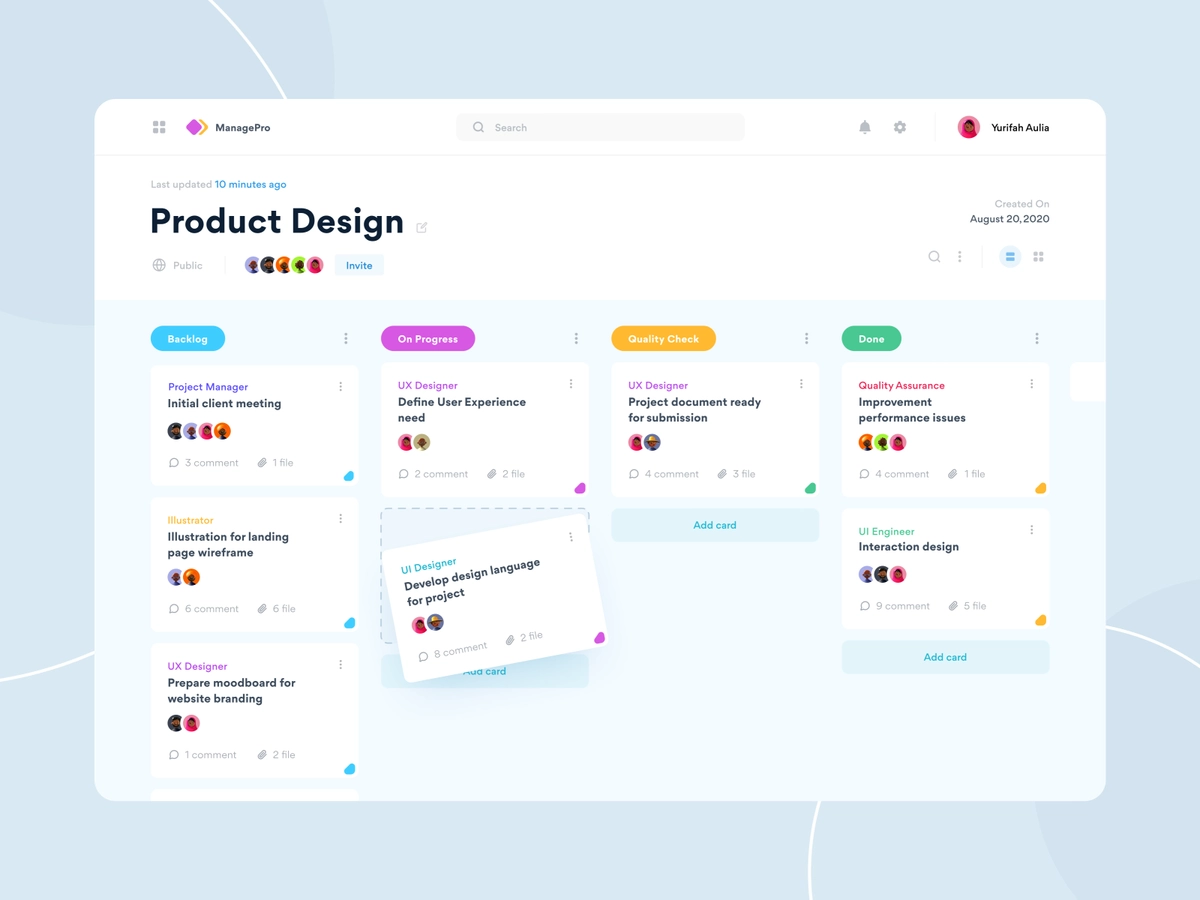 ManagePro
Search
Yurifah Aulia
Last updated 10 minutes ago
Product Design
Created On
August 20, 2020
Public
Invite
Backlog
Project Manager
Initial client meeting
3 comment
1 file
Illustrator
Illustration for landing
page wireframe
6 comment
6 file
UX Designer
Prepare moodboard for
website branding
1 comment
2 file
On Progress
UX Designer
Define User Experience
need
2 comment
2 file
UI Designer
Develop design language
for project
8 comment
2 file
Add card
Quality Check
UX Designer
Project document ready
for submission
4 comment
3 file
Add card
Done
Quality Assurance
Improvement
performance issues
4 comment
1 file
UI Engineer
Interaction design
9 comment
5 file
Add card